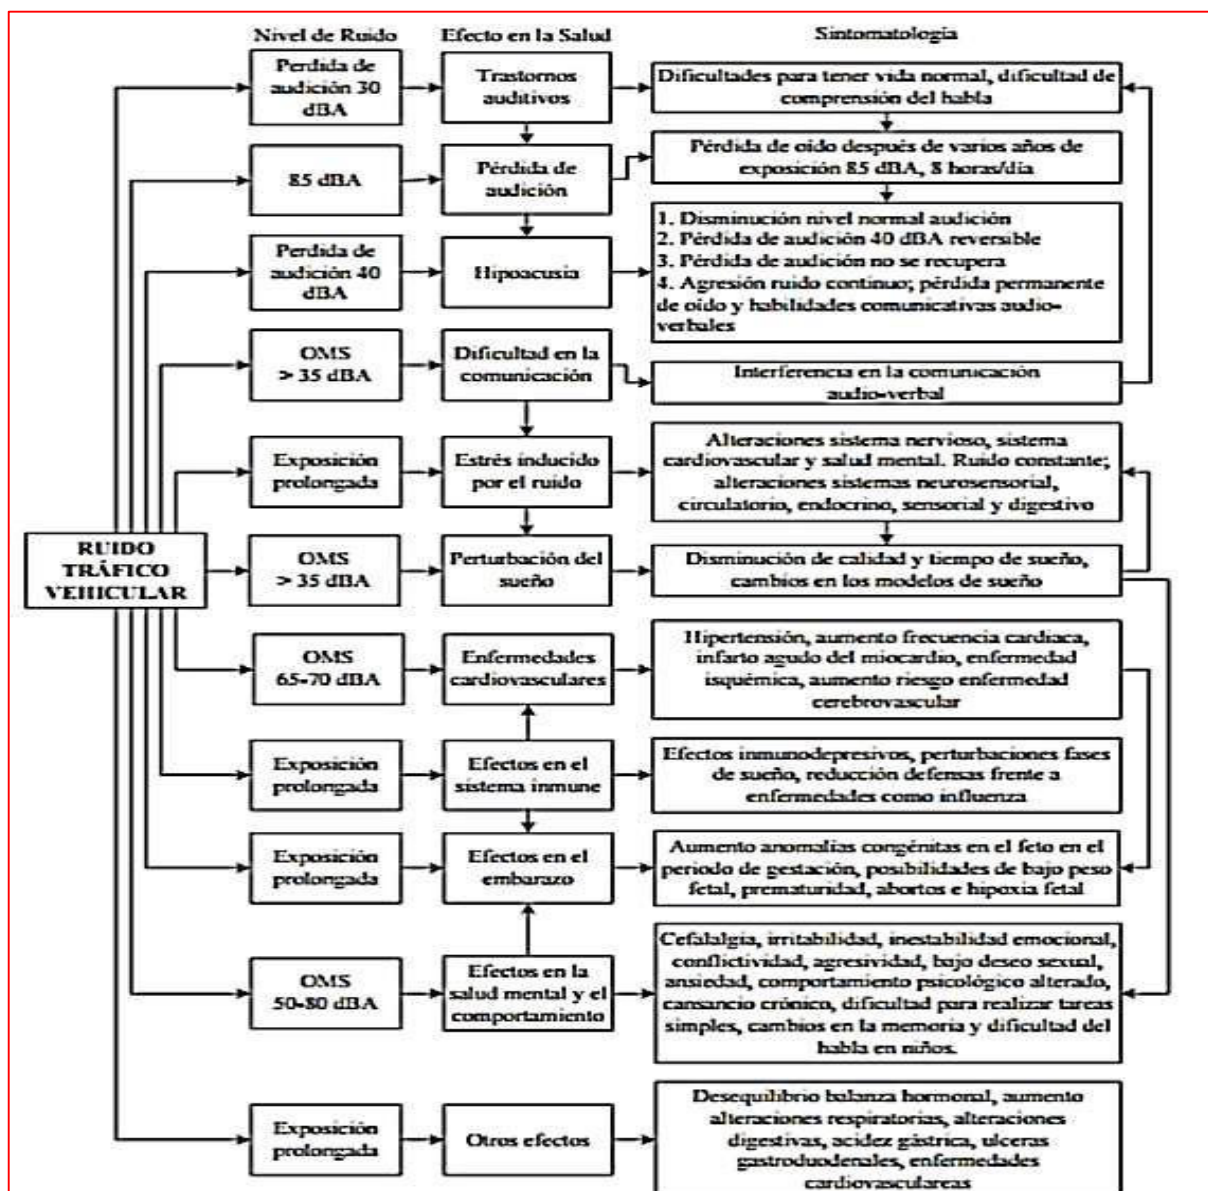 Nivel de Ruido
Efecto en la Salud
Sintomatología
Perdida de
audición 30
dBA
Trastornos
auditivos
Dificultades para tener vida normal, dificultad de
comprensión del habla
85 dBA
Pérdida de
audición
Pérdida de oído después de varios años de
exposición 85 dBA, 8 horas/día
Perdida de
audición 40
dBA
Hipoacusia
1. Disminución nivel normal audición
2. Pérdida de audición 40 dBA reversible
3. Pérdida de audición no se recupera
4. Agresión ruido continuo; pérdida permanente
de oído y habilidades comunicativas audio-
verbales
OMS
> 35 dBA
Dificultad en la
comunicación
Interferencia en la comunicación
audio-verbal
Exposición
prolongada
Estrés inducido
por el ruido
Alteraciones sistema nervioso, sistema
cardiovascular y salud mental. Ruido constante;
alteraciones sistemas neurosensorial,
circulatorio, endocrino, sensorial y digestivo
RUIDO
TRÁFICO
VEHICULAR
OMS
> 35 dBA
Perturbación del
sueño
Disminución de calidad y tiempo de sueño,
cambios en los modelos de sueño
OMS
65-70 dBA
Enfermedades
cardiovasculares
Hipertensión, aumento frecuencia cardiaca,
infarto agudo del miocardio, enfermedad
isquémica, aumento riesgo enfermedad
cerebrovascular
Exposición
prolongada
Efectos en el
sistema inmune
Efectos inmunodepresivos, perturbaciones fases
de sueño, reducción defensas frente a
enfermedades como influenza
Exposición
prolongada
Efectos en el
embarazo
Aumento anomalías congénitas en el feto en el
periodo de gestación, posibilidades de bajo peso
fetal, prematuridad, abortos e hipoxia fetal
OMS
50-80 dBA
Efectos en la
salud mental y el
comportamiento
Cefalalgia, irritabilidad, inestabilidad emocional,
conflictividad, agresividad, bajo deseo sexual,
ansiedad, comportamiento psicológico alterado,
cansancio crónico, dificultad para realizar tareas
simples, cambios en la memoria y dificultad del
habla en niños.
Exposición
prolongada
Otros efectos
Desequilibrio balanza hormonal, aumento
alteraciones respiratorias, alteraciones
digestivas, acidez gástrica, ulceras
gastroduodenales, enfermedades
cardiovasculareas